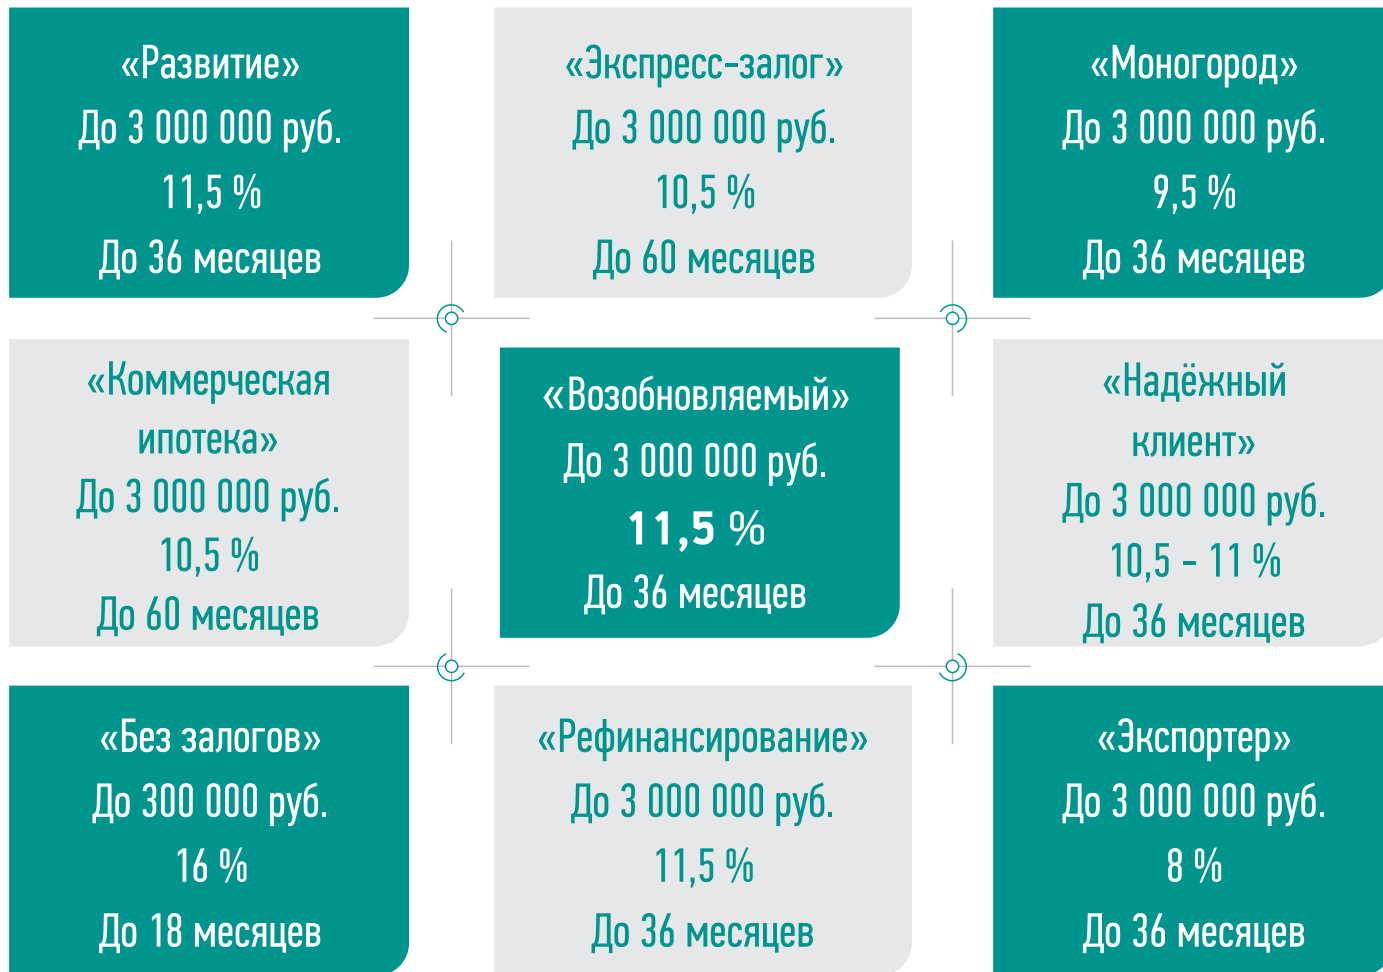 «Развитие»
До 3 000 000 руб.
11,5 %
До 36 месяцев
«Экспресс-залог»
До 3 000 000 руб.
10,5 %
До 60 месяцев
«Моногород»
До 3 000 000 руб.
9,5 %
До 36 месяцев
«Коммерческая
ипотека»
До 3 000 000 руб.
10,5 %
До 60 месяцев
«Возобновляемый»
До 3 000 000 руб.
11,5 %
До 36 месяцев
«Надёжный
клиент»
До 3 000 000 руб.
10,5 - 11 %
До 36 месяцев
«Без залогов»
До 300 000 руб.
16 %
До 18 месяцев
«Рефинансирование»
До 3 000 000 руб.
11,5 %
До 36 месяцев
«Экспортер»
До 3 000 000 руб.
8 %
До 36 месяцев